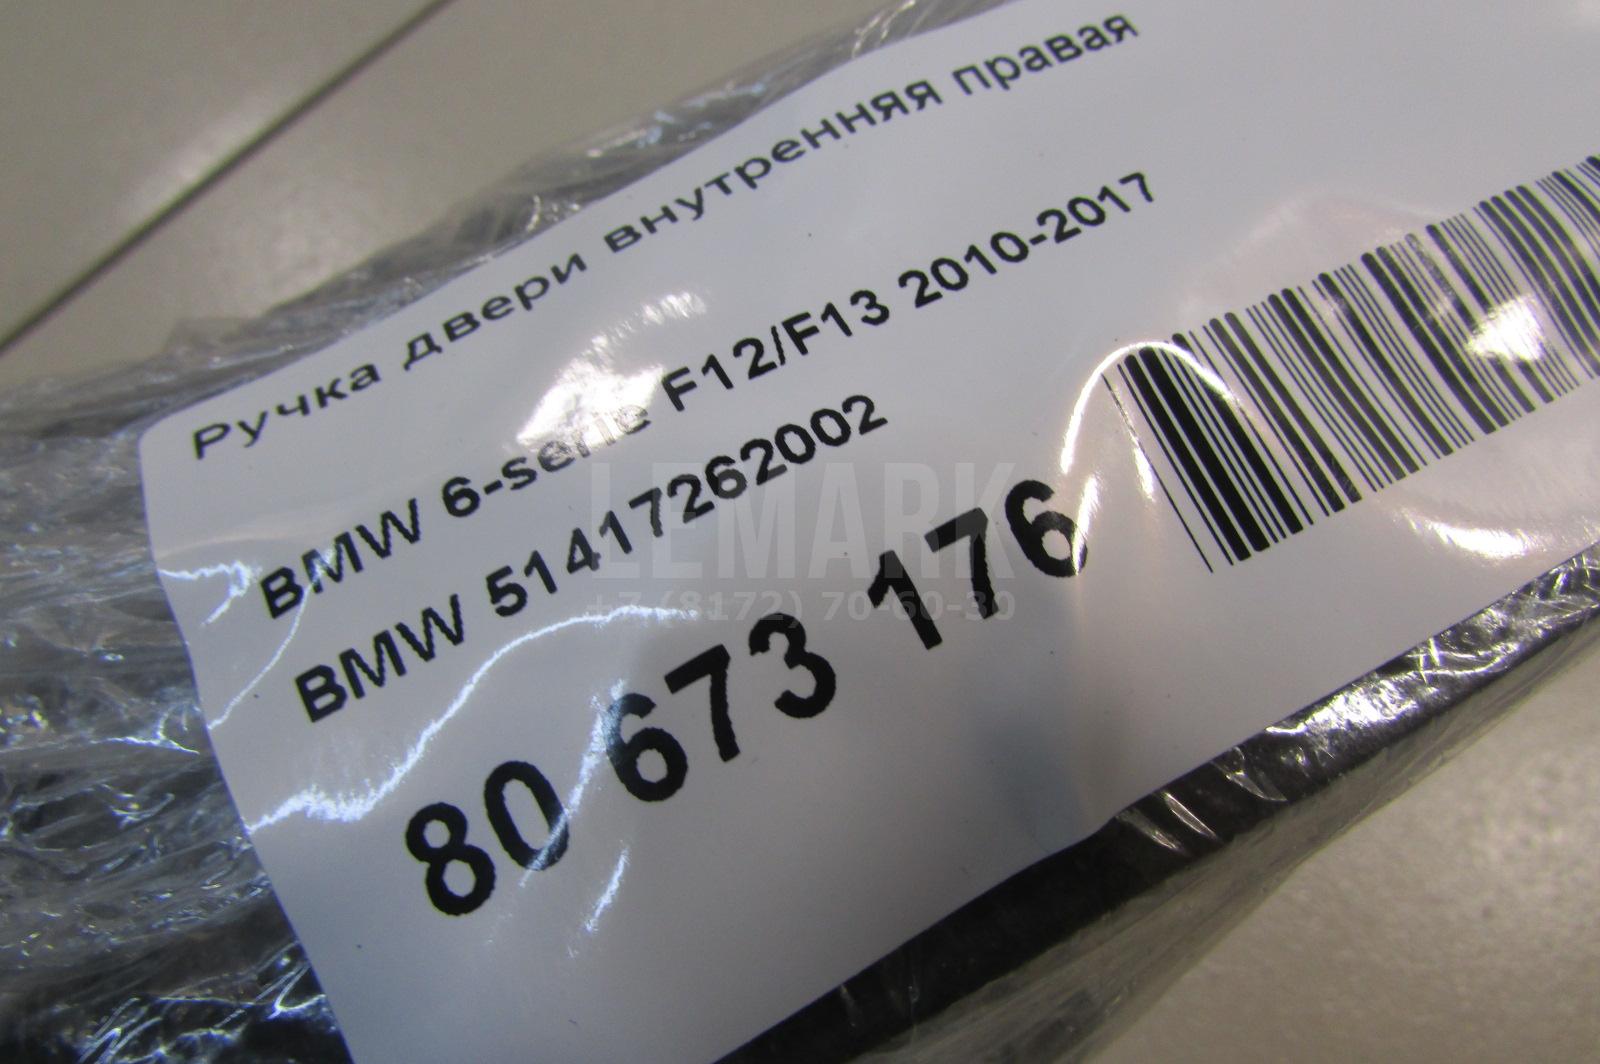 Ручка двери внутренняя правая
BMW 6-serie F12/F13 2010-2017
BMW 51417262002
80 673 176
LEMARK
+7 (8172) 70-60-30